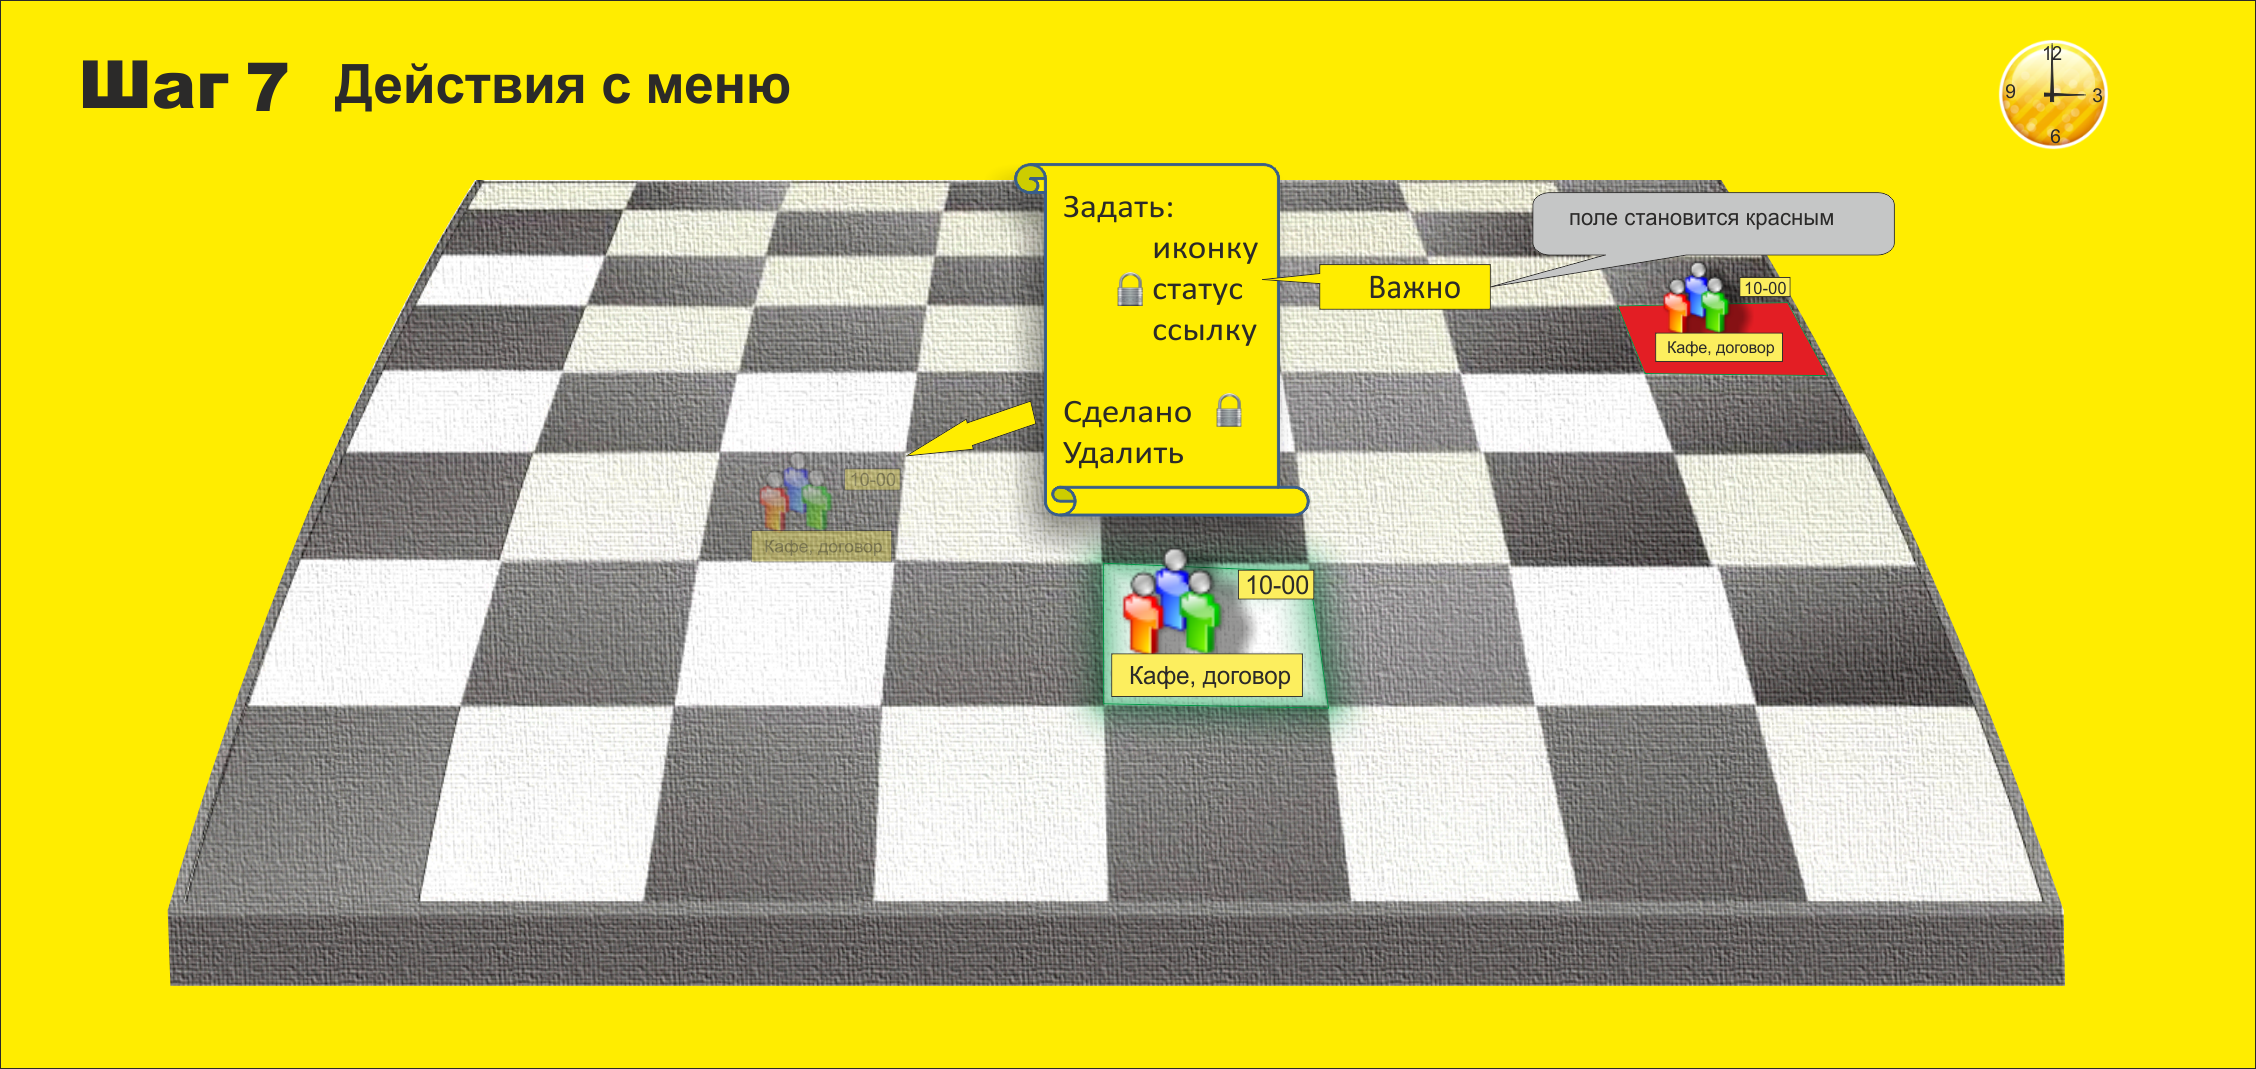 Шаг 7 Действия с меню
12
9
3
6
Задать:
иконку
статус
ссылку
Сделано
Удалить
Важно
поле становится красным
10-00
Кафе, договор
10-00
Кафе, договор
10-00
Кафе, договор